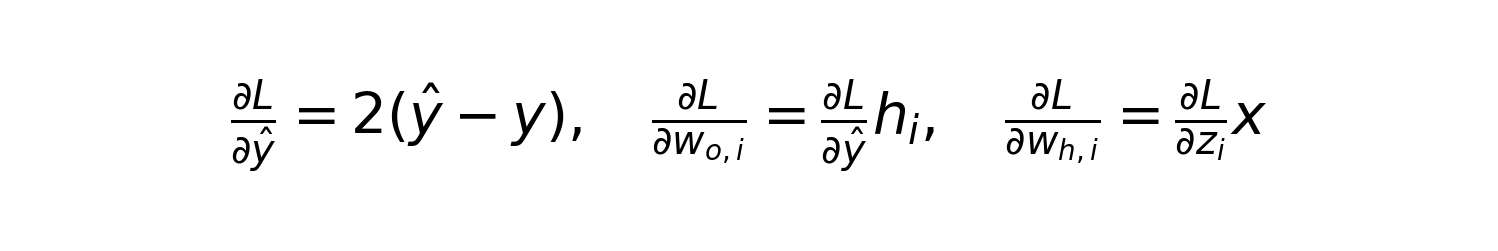 ∂L/∂ŷ = 2(ŷ − y), ∂L/∂w_{o,i} = ∂L/∂ŷ h_i, ∂L/∂w_{h,i} = ∂L/∂z_i x